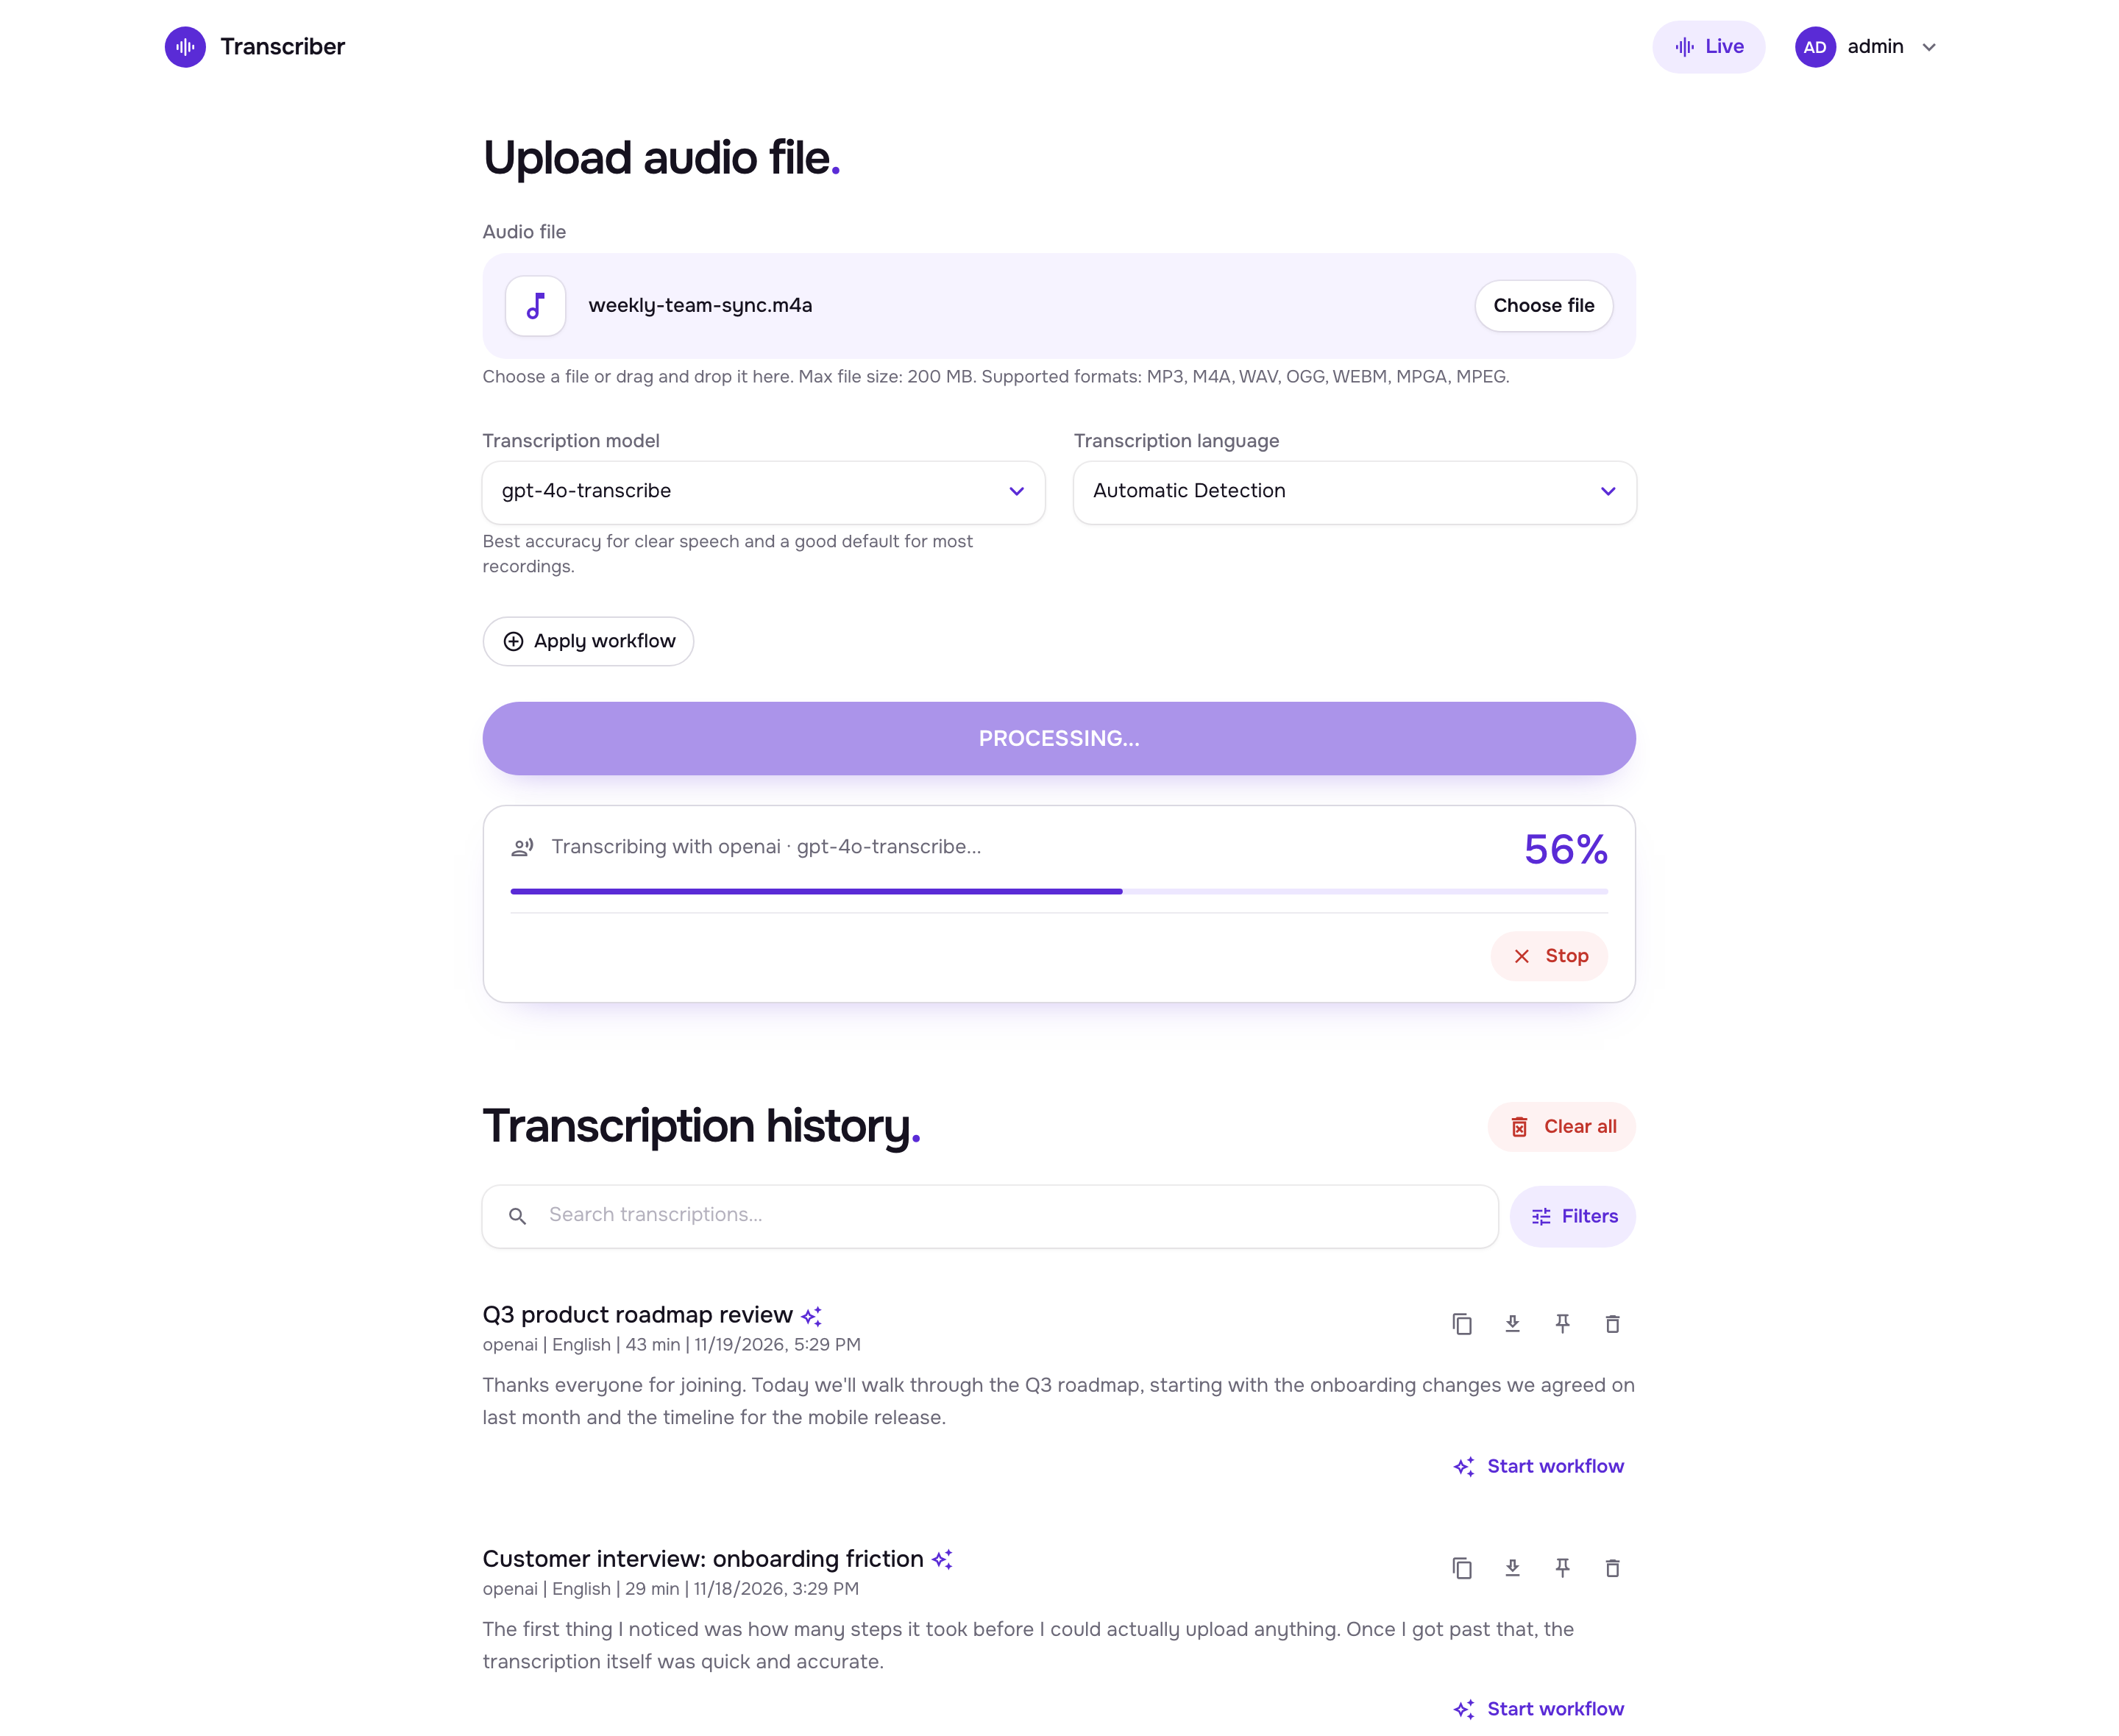 Transcriber
Live
AD admin
Upload audio file.
Audio file
weekly-team-sync.m4a
Choose file
Choose a file or drag and drop it here. Max file size: 200 MB. Supported formats: MP3, M4A, WAV, OGG, WEBM, MPGA, MPEG.
Transcription model
Transcription language
gpt-4o-transcribe
Automatic Detection
Best accuracy for clear speech and a good default for most
recordings.
Apply workflow
PROCESSING...
Transcribing with openai · gpt-4o-transcribe...
56%
Stop
Transcription history.
Clear all
Search transcriptions...
Filters
Q3 product roadmap review
openai | English | 43 min | 11/19/2026, 5:29 PM
Thanks everyone for joining. Today we'll walk through the Q3 roadmap, starting with the onboarding changes we agreed on
last month and the timeline for the mobile release.
Start workflow
Customer interview: onboarding friction
openai | English | 29 min | 11/18/2026, 3:29 PM
The first thing I noticed was how many steps it took before I could actually upload anything. Once I got past that, the
transcription itself was quick and accurate.
Start workflow